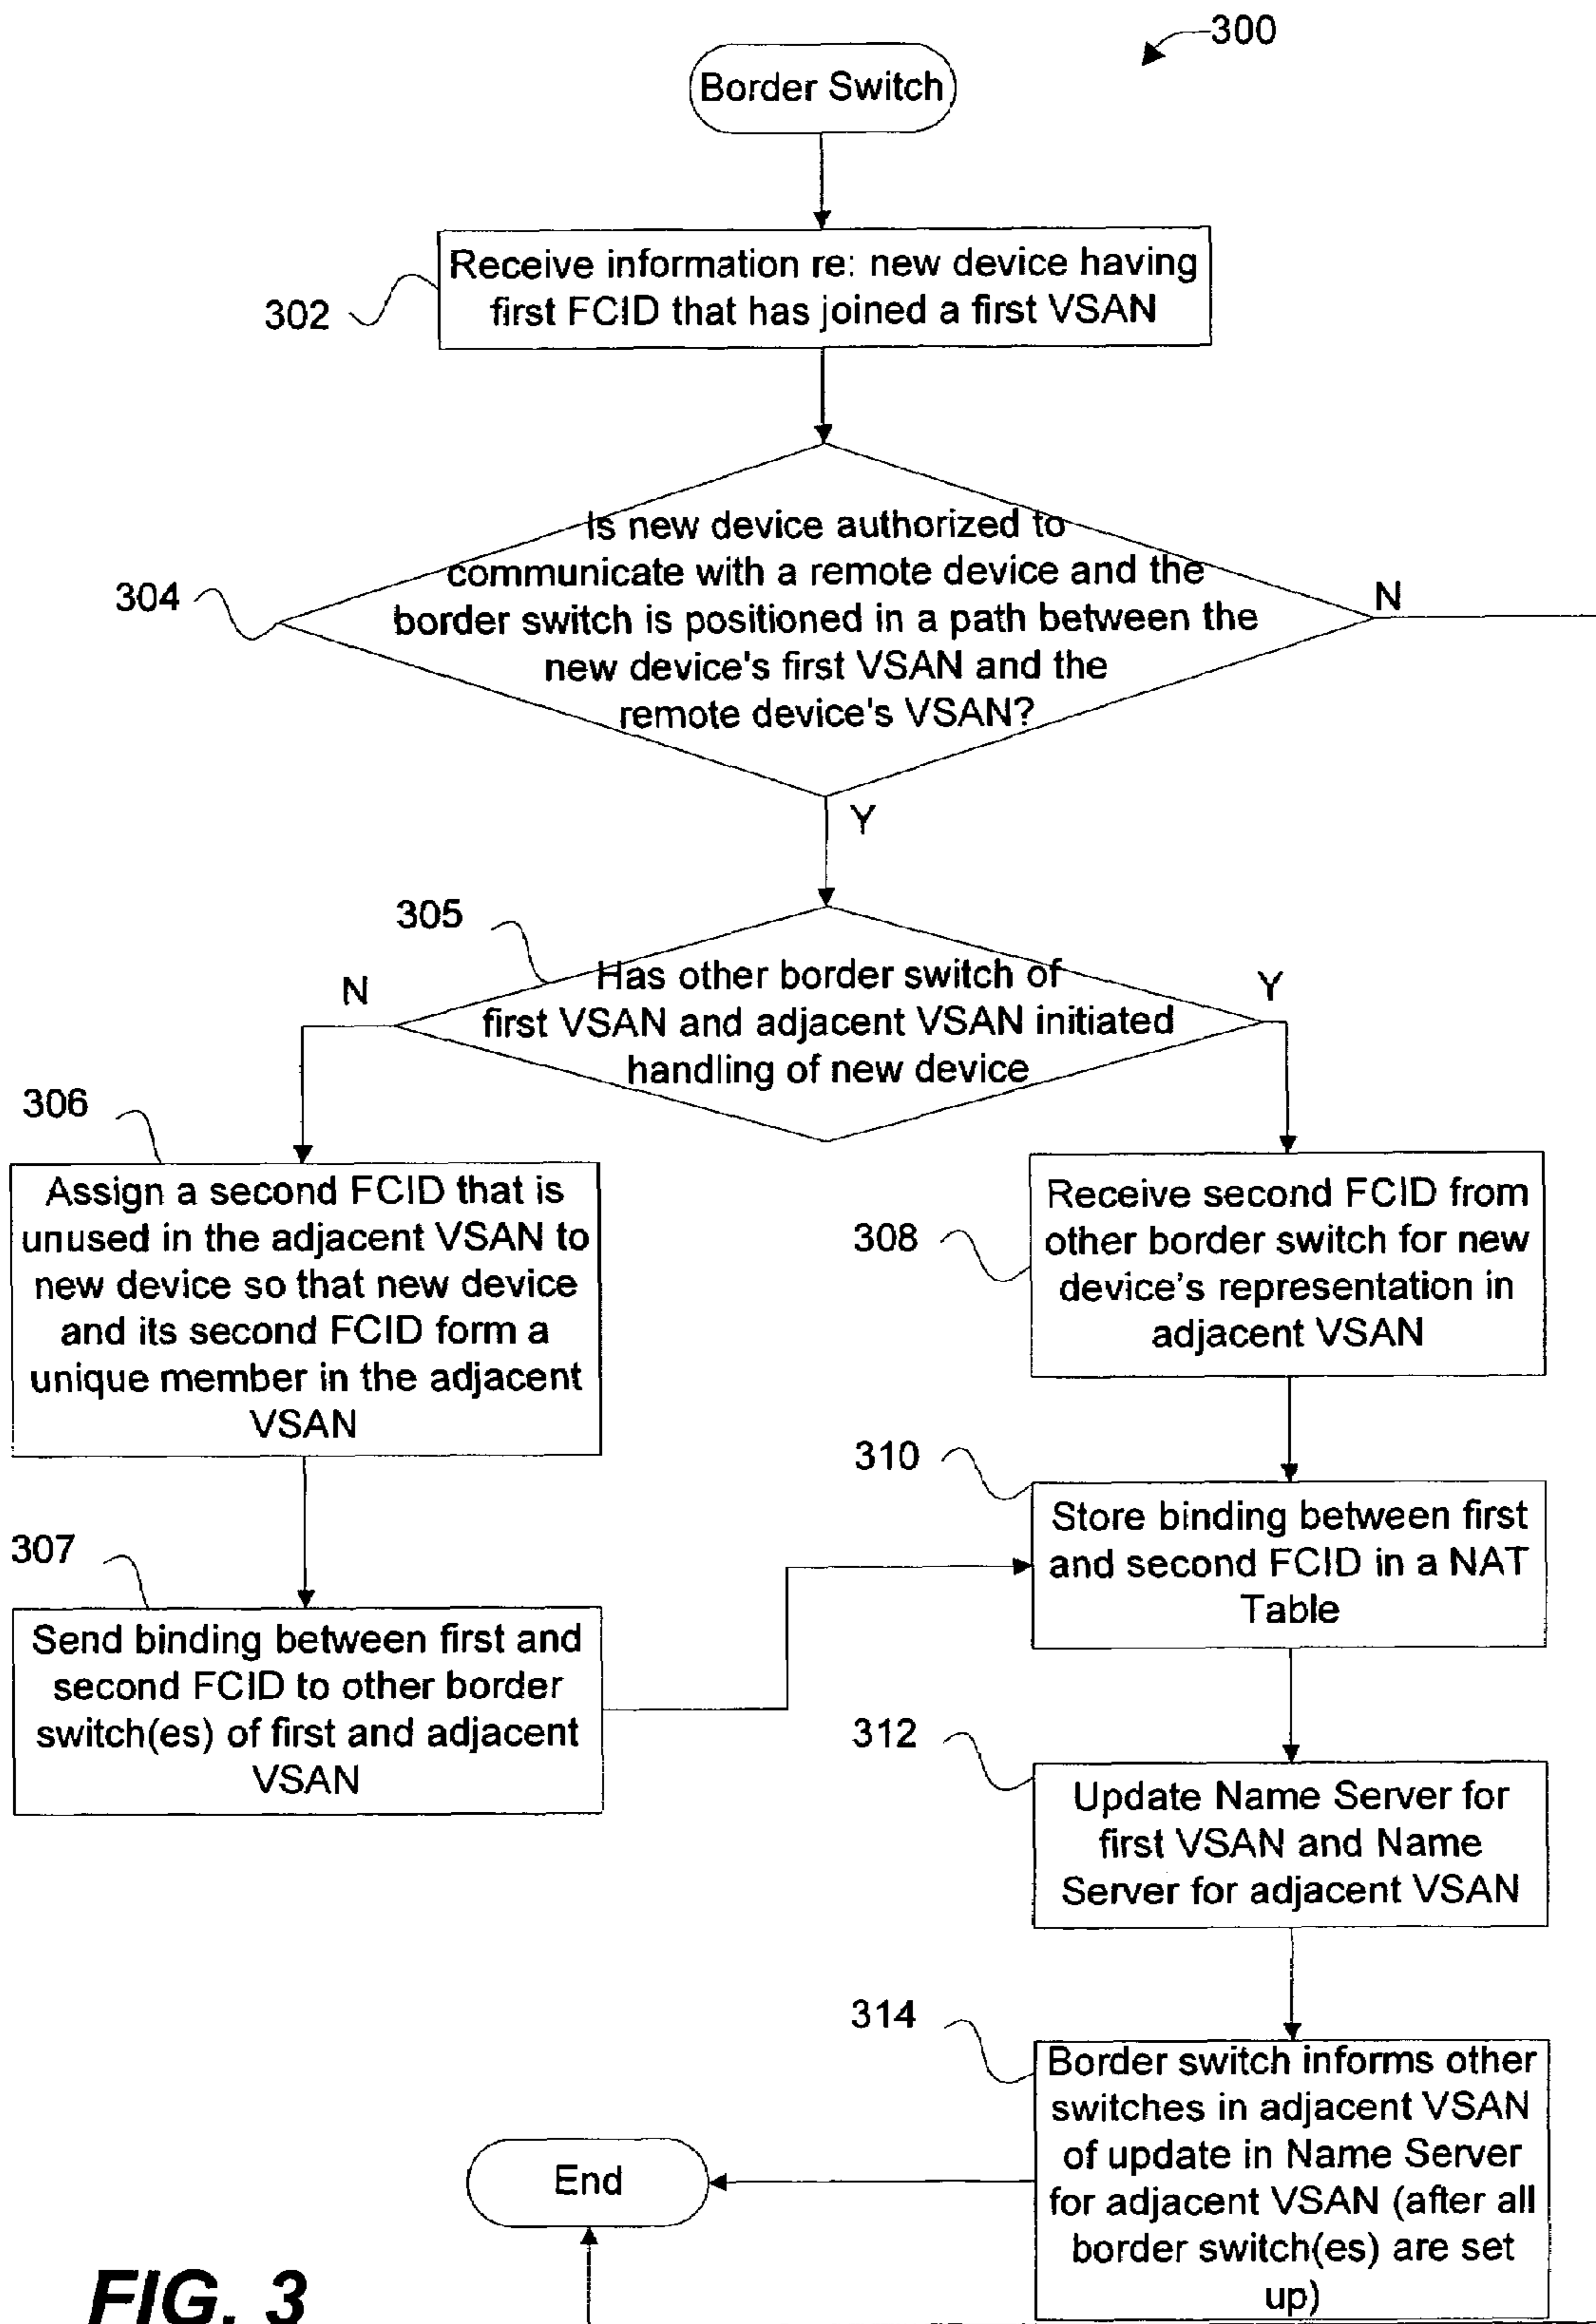 300
Border Switch
302
Receive information re: new device having
first FCID that has joined a first VSAN
304
Is new device authorized to
communicate with a remote device and the
border switch is positioned in a path between the
new device's first VSAN and the
remote device's VSAN?
N
Y
305
Has other border switch of
first VSAN and adjacent VSAN initiated
handling of new device
N
Y
306
Assign a second FCID that is
unused in the adjacent VSAN to
new device so that new device
and its second FCID form a
unique member in the adjacent
VSAN
307
Send binding between first and
second FCID to other border
switch(es) of first and adjacent
VSAN
308
Receive second FCID from
other border switch for new
device's representation in
adjacent VSAN
310
Store binding between first
and second FCID in a NAT
Table
312
Update Name Server for
first VSAN and Name
Server for adjacent VSAN
314
Border switch informs other
switches in adjacent VSAN
of update in Name Server
for adjacent VSAN (after all
border switch(es) are set
up)
End
FIG. 3